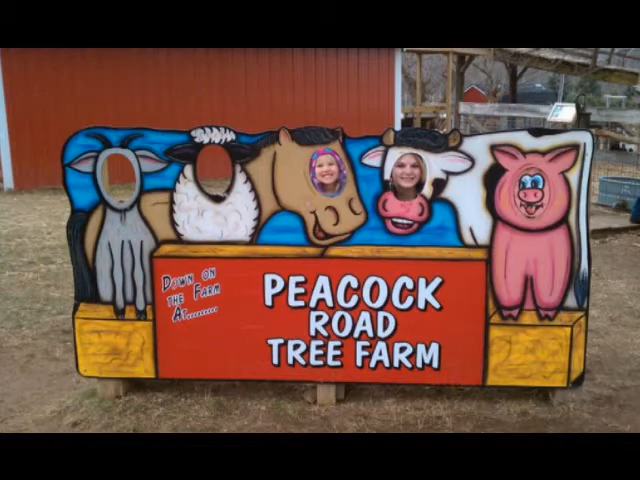 Down on
the Farm
At.........
PEACOCK
ROAD
TREE FARM